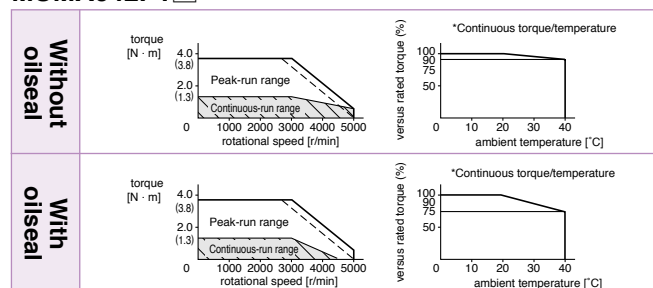 Without
oilseal
torque
[N · m]
4.0
(3.8)
2.0
(1.3)
0
Peak-run range
Continuous-run range
1000 2000 3000 4000 5000
rotational speed [r/min]
*Continuous torque/temperature
versus rated torque (%)
100
90
75
50
0 10 20 30 40
ambient temperature [˚C]
With
oilseal
torque
[N · m]
4.0
(3.8)
2.0
(1.3)
0
Peak-run range
Continuous-run range
1000 2000 3000 4000 5000
rotational speed [r/min]
*Continuous torque/temperature
versus rated torque (%)
100
90
75
50
0 10 20 30 40
ambient temperature [˚C]